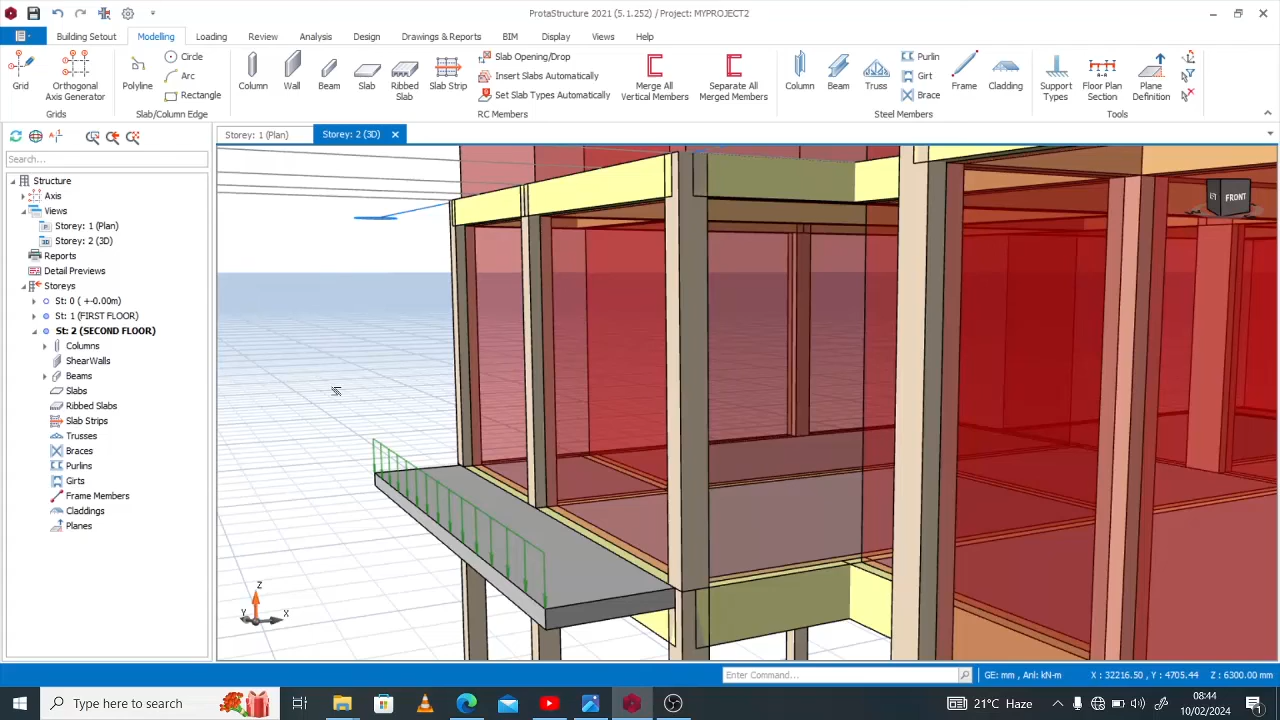 ProtaStructure 2021 (5.1.252) / Project: MYPROJECT2
Building Setout Modelling Loading Review Analysis Design Drawings & Reports BIM Display Views Help
Grid
Orthogonal
Axis Generator
Grids
Polyline
Circle
Arc
Rectangle
Slab/Column Edge
Column
Wall
Beam
Slab
Ribbed
Slab
Slab Strip
Slab Opening/Drop
Insert Slabs Automatically
Set Slab Types Automatically
Merge All
Vertical Members
Separate All
Merged Members
RC Members
Column
Beam
Truss
Purlin
Girt
Brace
Frame
Cladding
Steel Members
Support
Types
Floor Plan
Section
Plane
Definition
Tools
Storey: 1 (Plan)
Storey: 2 (3D)
Search...
Structure
Axis
Views
Storey: 1 (Plan)
Storey: 2 (3D)
Reports
Detail Previews
Storeys
St: 0 ( +-0.00m)
St: 1 (FIRST FLOOR)
St: 2 (SECOND FLOOR)
Columns
ShearWalls
Beams
Slabs
Ribbed Slabs
Slab Strips
Trusses
Braces
Purlins
Girts
Frame Members
Claddings
Planes
FRONT
Z
Y
X
Enter Command...
GE: mm, Anl: kN-m
X : 32216.50 , Y : 4705.44
Z : 6300.00 mm
Type here to search
21°C Haze
08:44
10/02/2024